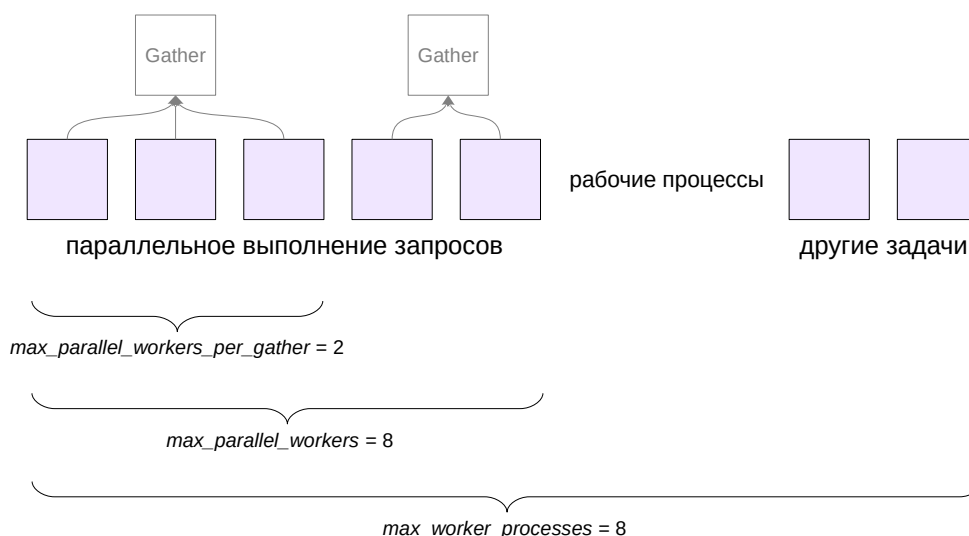 Gather
Gather
рабочие процессы
параллельное выполнение запросов
другие задачи
max_parallel_workers_per_gather = 2
max_parallel_workers = 8
max_worker_processes = 8